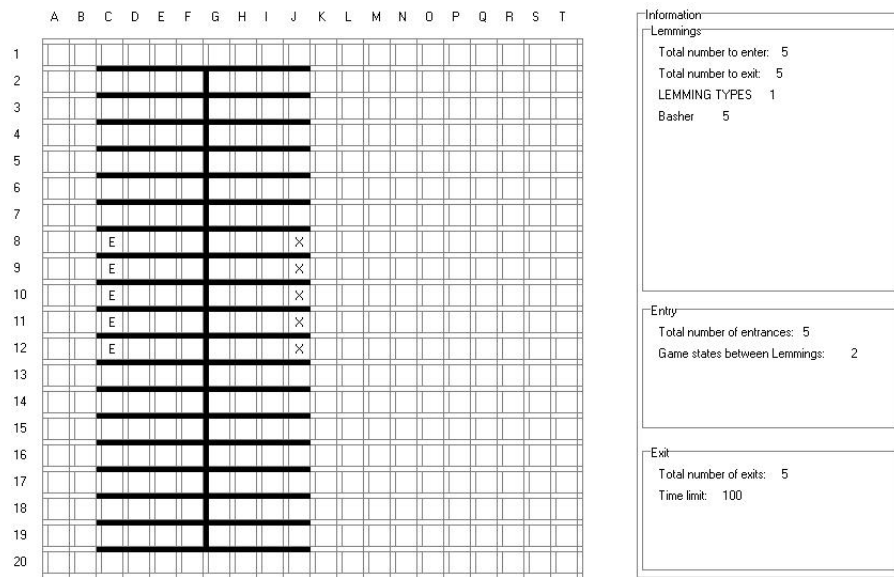 A B C D E F G H I J K L M N O P Q R S T
1
2
3
4
5
6
7
8 E X
9 E X
10 E X
11 E X
12 E X
13
14
15
16
17
18
19
20
Information
Lemmings
Total number to enter: 5
Total number to exit: 5
LEMMING TYPES 1
Basher 5
Entry
Total number of entrances: 5
Game states between Lemmings: 2
Exit
Total number of exits: 5
Time limit: 100